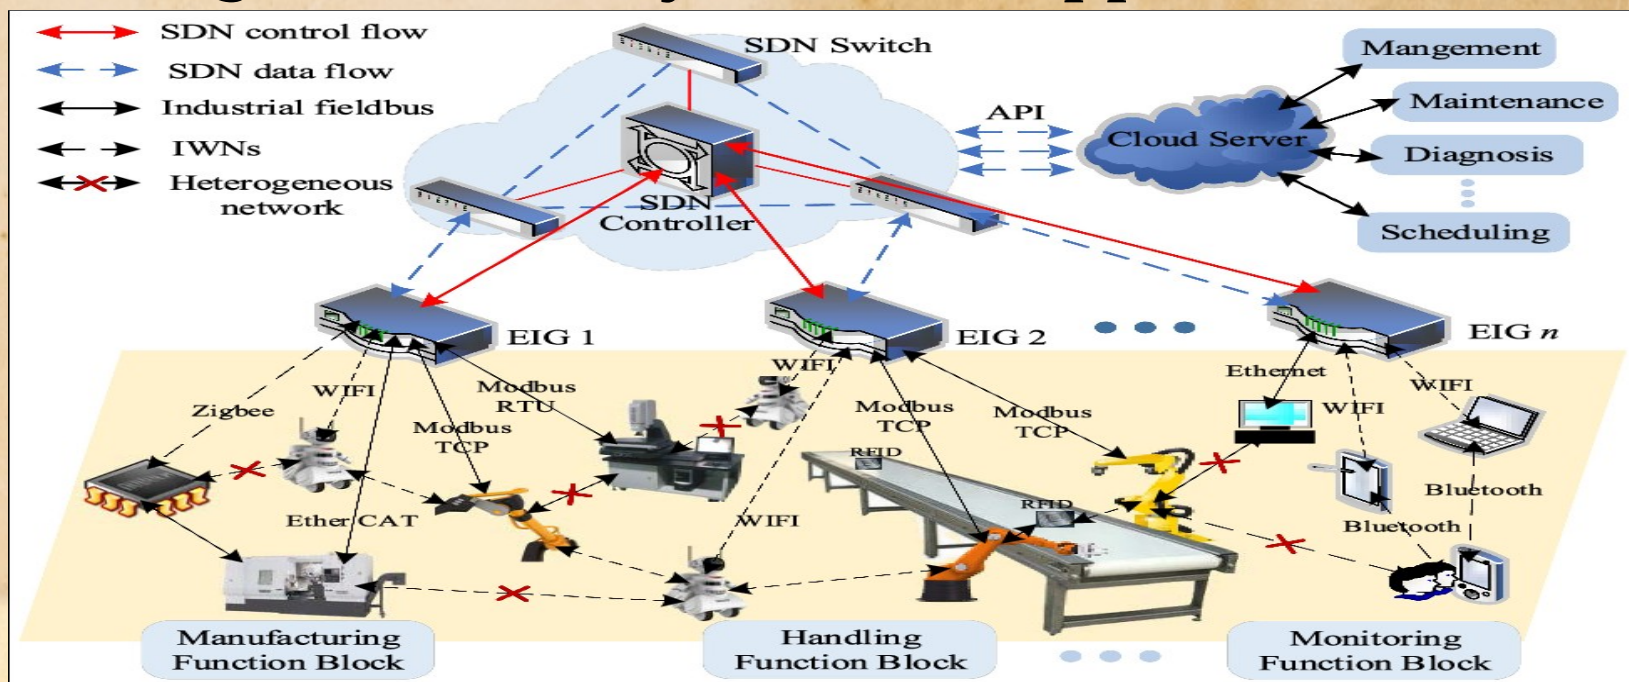 SDN control flow
SDN data flow
Industrial fieldbus
IWNs
Heterogeneous
network
SDN Switch
SDN
Controller
API
Cloud Server
Mangement
Maintenance
Diagnosis
Scheduling
EIG 1
EIG 2
EIG n
Zigbee
WIFI
Modbus
RTU
Modbus
TCP
Ether CAT
WIFI
WIFI
Modbus
TCP
Modbus
TCP
RFID
RFID
Ethernet
WIFI
WIFI
Bluetooth
Bluetooth
Manufacturing
Function Block
Handling
Function Block
Monitoring
Function Block